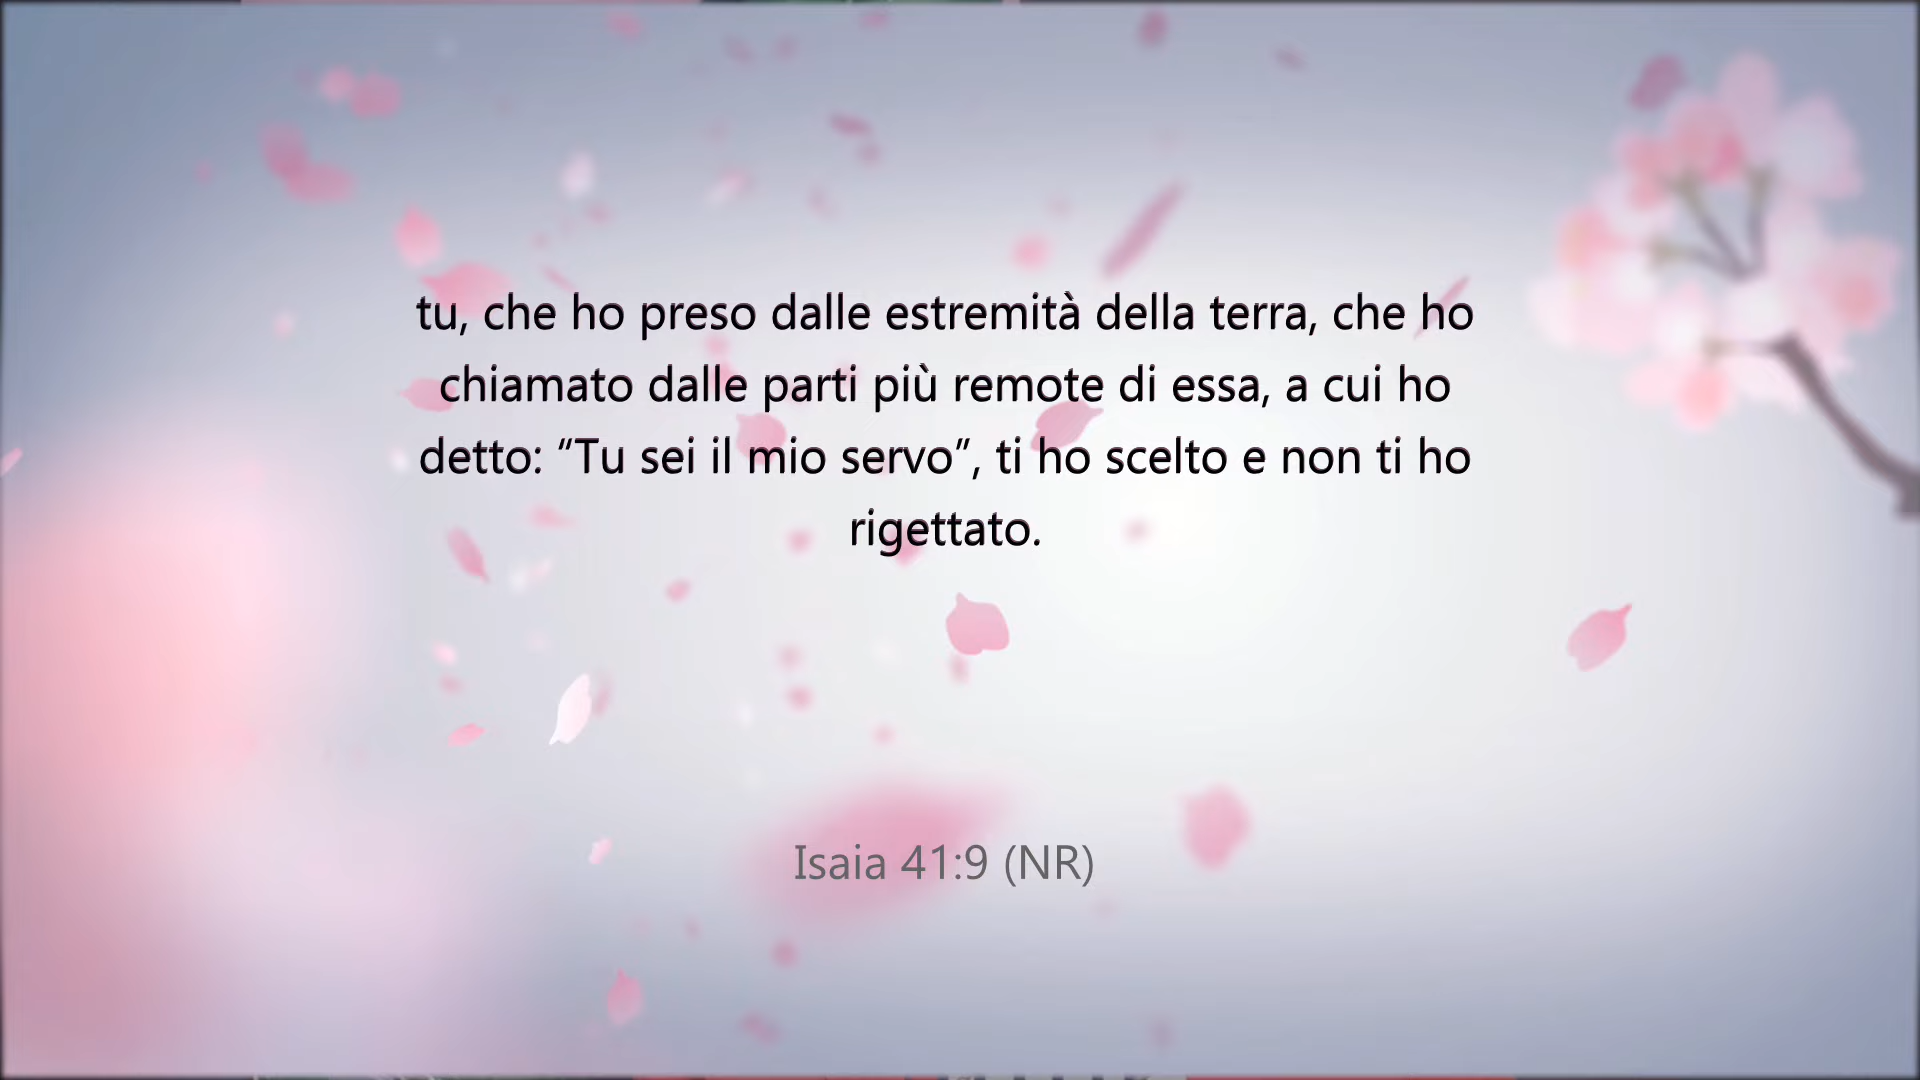 tu, che ho preso dalle estremità della terra, che ho
chiamato dalle parti più remote di essa, a cui ho
detto: “Tu sei il mio servo”, ti ho scelto e non ti ho
rigettato.
Isaia 41:9 (NR)